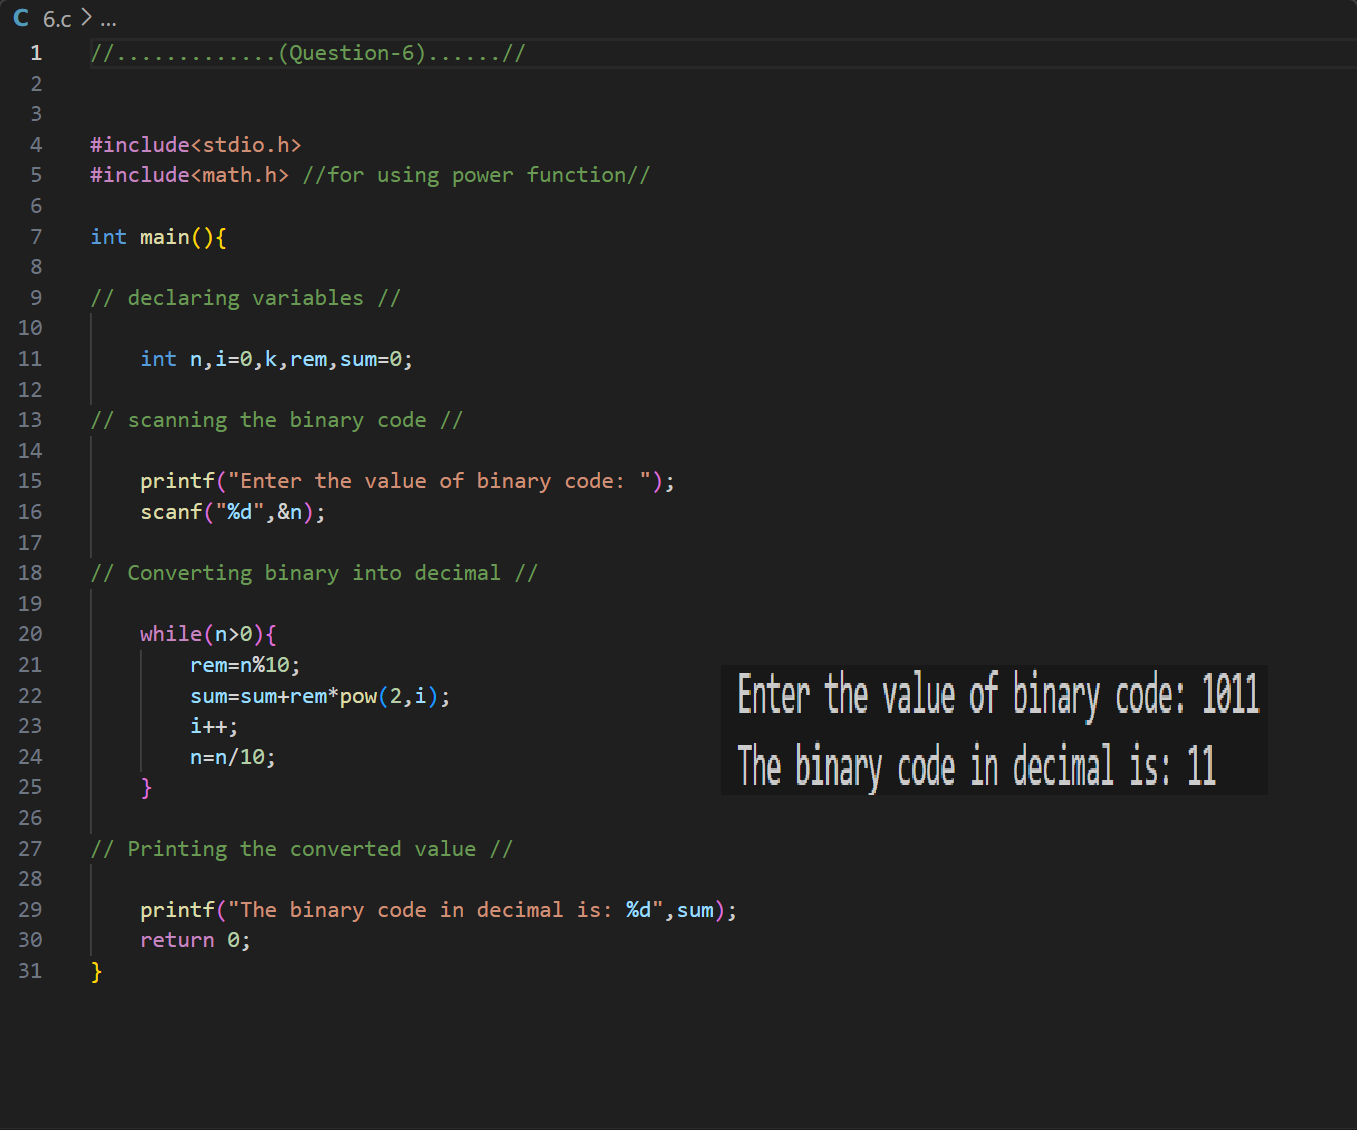 C 6.c > ...
1 //.............(Question-6)......//
2
3
4 #include<stdio.h>
5 #include<math.h> //for using power function//
6
7 int main(){
8
9 // declaring variables //
10
11     int n,i=0,k,rem,sum=0;
12
13 // scanning the binary code //
14
15     printf("Enter the value of binary code: ");
16     scanf("%d",&n);
17
18 // Converting binary into decimal //
19
20     while(n>0){
21         rem=n%10;
22         sum=sum+rem*pow(2,i);
23         i++;
24         n=n/10;
25     }
26
27 // Printing the converted value //
28
29     printf("The binary code in decimal is: %d",sum);
30     return 0;
31 }
Enter the value of binary code: 1011
The binary code in decimal is: 11